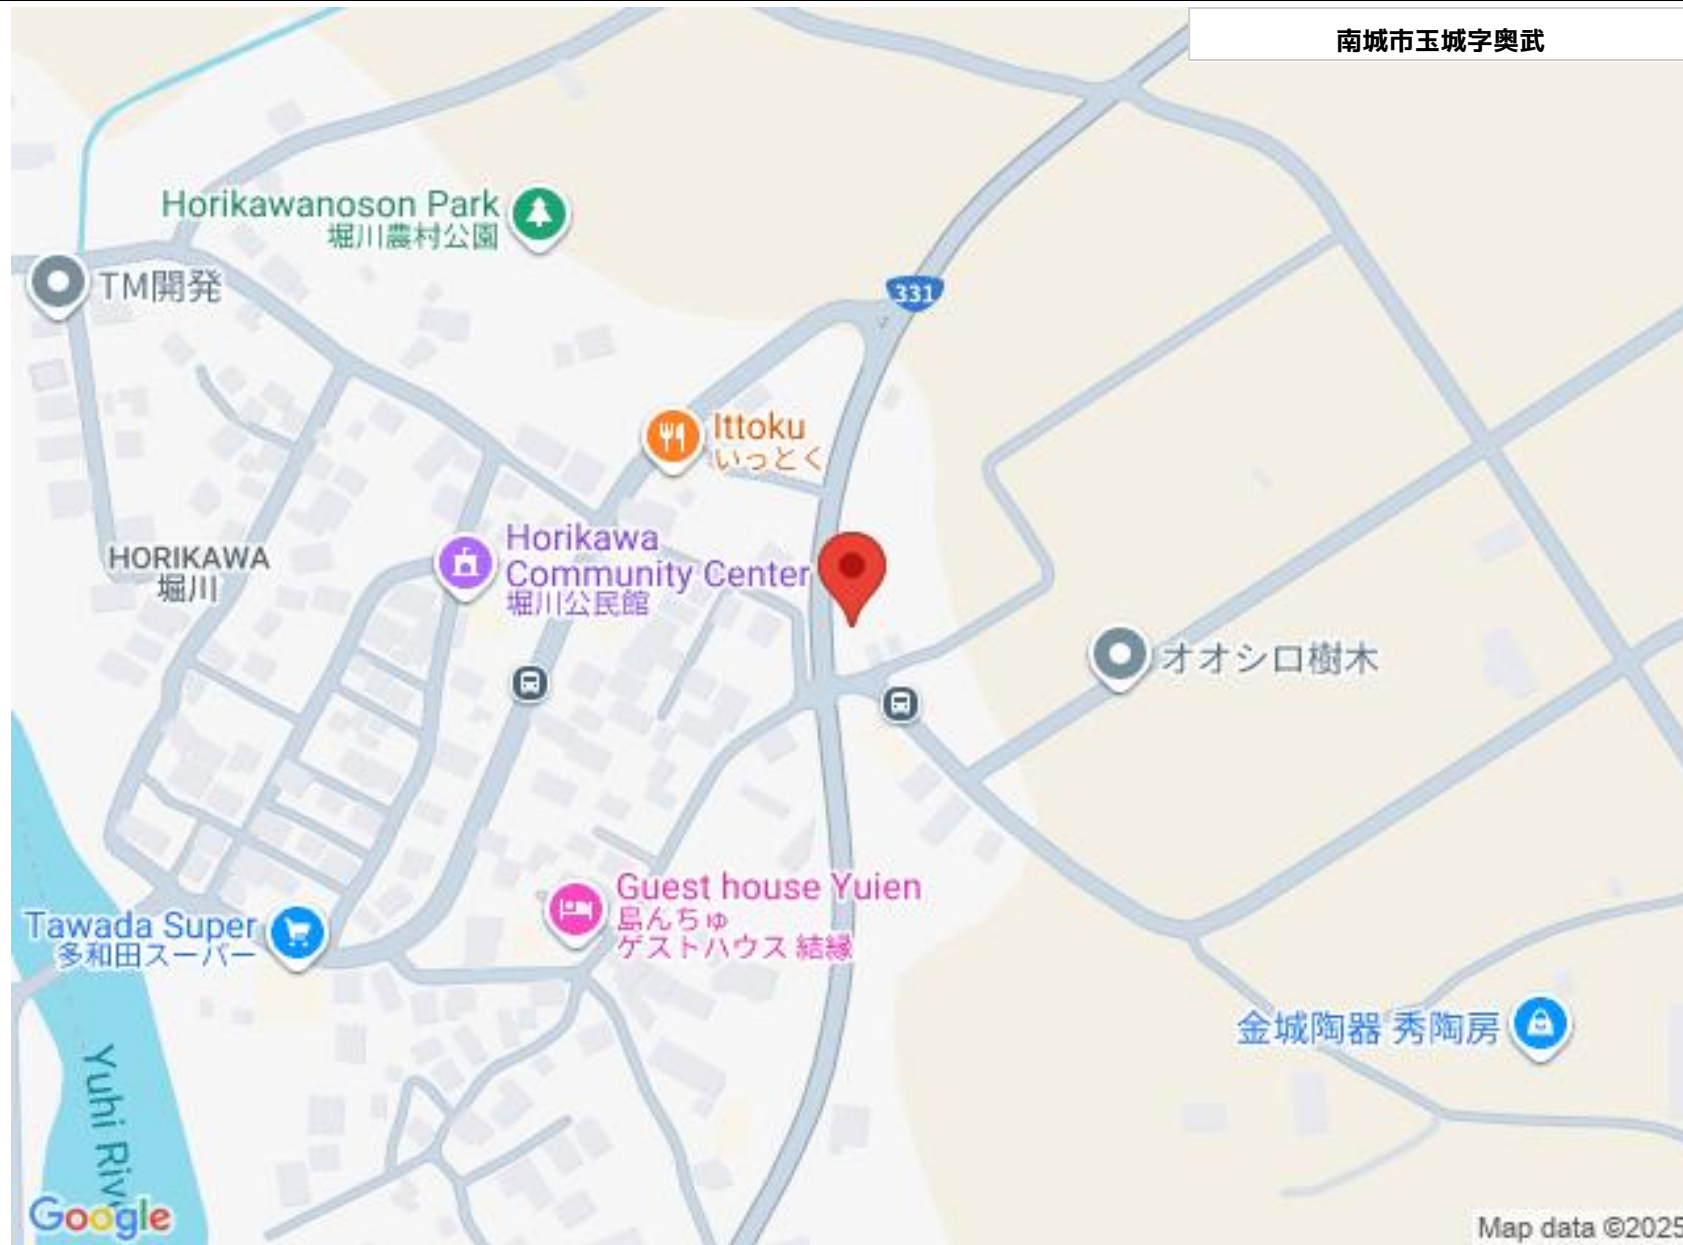 南城市玉城字奥武
Horikawanoson Park
堀川農村公園
TM開発
331
Ittoku
いっとく
Horikawa
Community Center
堀川公民館
HORIKAWA
堀川
オオシロ樹木
Guest house Yuien
島んちゅ
ゲストハウス 結縁
Tawada Super
多和田スーパー
金城陶器 秀陶房
Yuhi Riv
Google
Map data ©2025